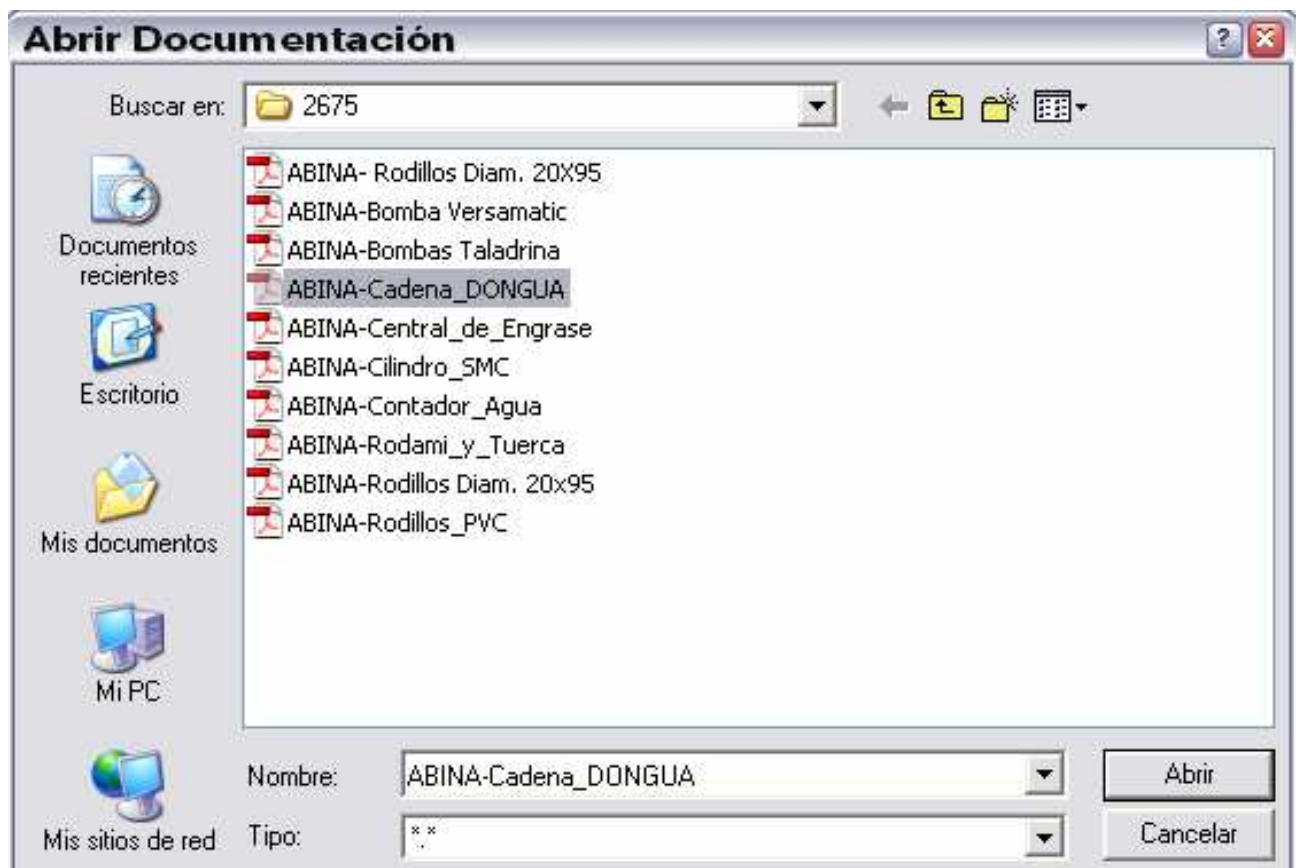 Abrir Documentación
Buscar en: 2675
ABINA- Rodillos Diam. 20X95
ABINA-Bomba Versamatic
ABINA-Bombas Taladrina
ABINA-Cadena_DONGUA
ABINA-Central_de_Engrase
ABINA-Cilindro_SMC
ABINA-Contador_Agua
ABINA-Rodami_y_Tuerca
ABINA-Rodillos Diam. 20x95
ABINA-Rodillos_PVC
Documentos
recientes
Escritorio
Mis documentos
Mi PC
Mis sitios de red
Nombre: ABINA-Cadena_DONGUA
Abrir
Tipo: *.*
Cancelar